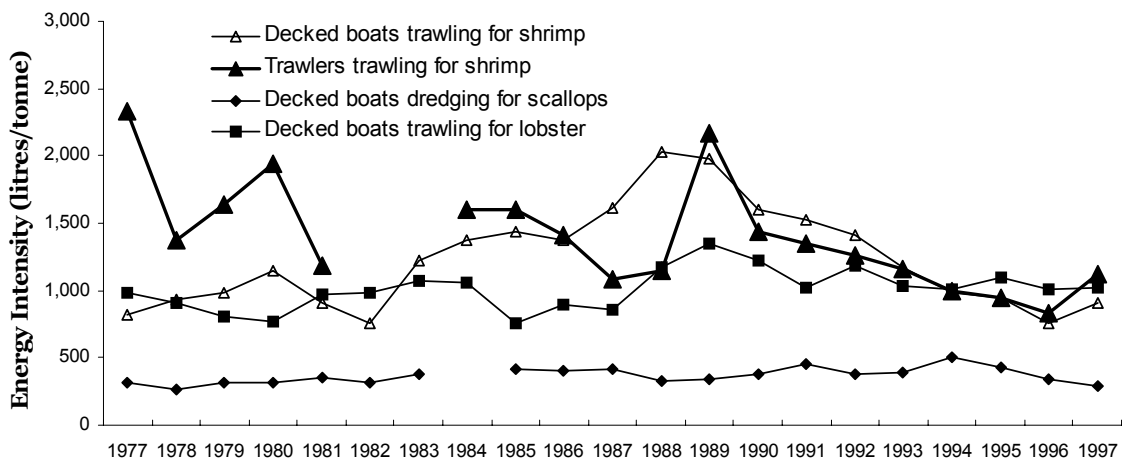 3,000
2,500
2,000
1,500
1,000
500
0
Energy Intensity (litres/tonne)
Decked boats trawling for shrimp
Trawlers trawling for shrimp
Decked boats dredging for scallops
Decked boats trawling for lobster
1977 1978 1979 1980 1981 1982 1983 1984 1985 1986 1987 1988 1989 1990 1991 1992 1993 1994 1995 1996 1997